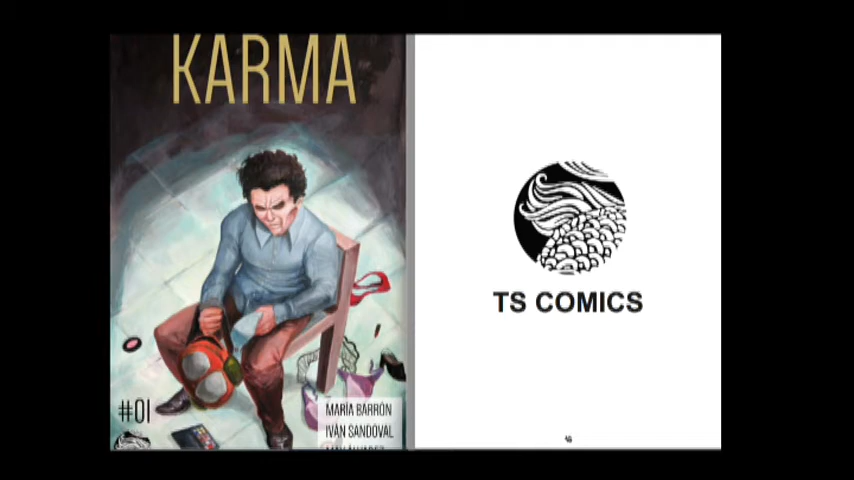 KARMA
#01
MARÍA BARRÓN
IVÁN SANDOVAL
TS COMICS